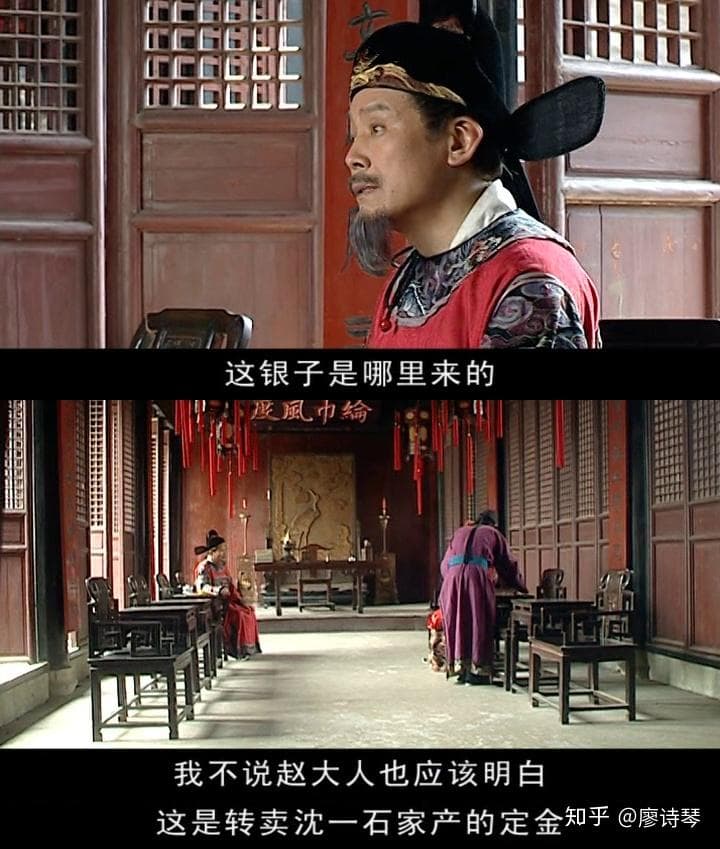 这银子是哪里来的
綸巾風度
我不说赵大人也应该明白
这是转卖沈一石家产的定金
知乎 @廖诗琴